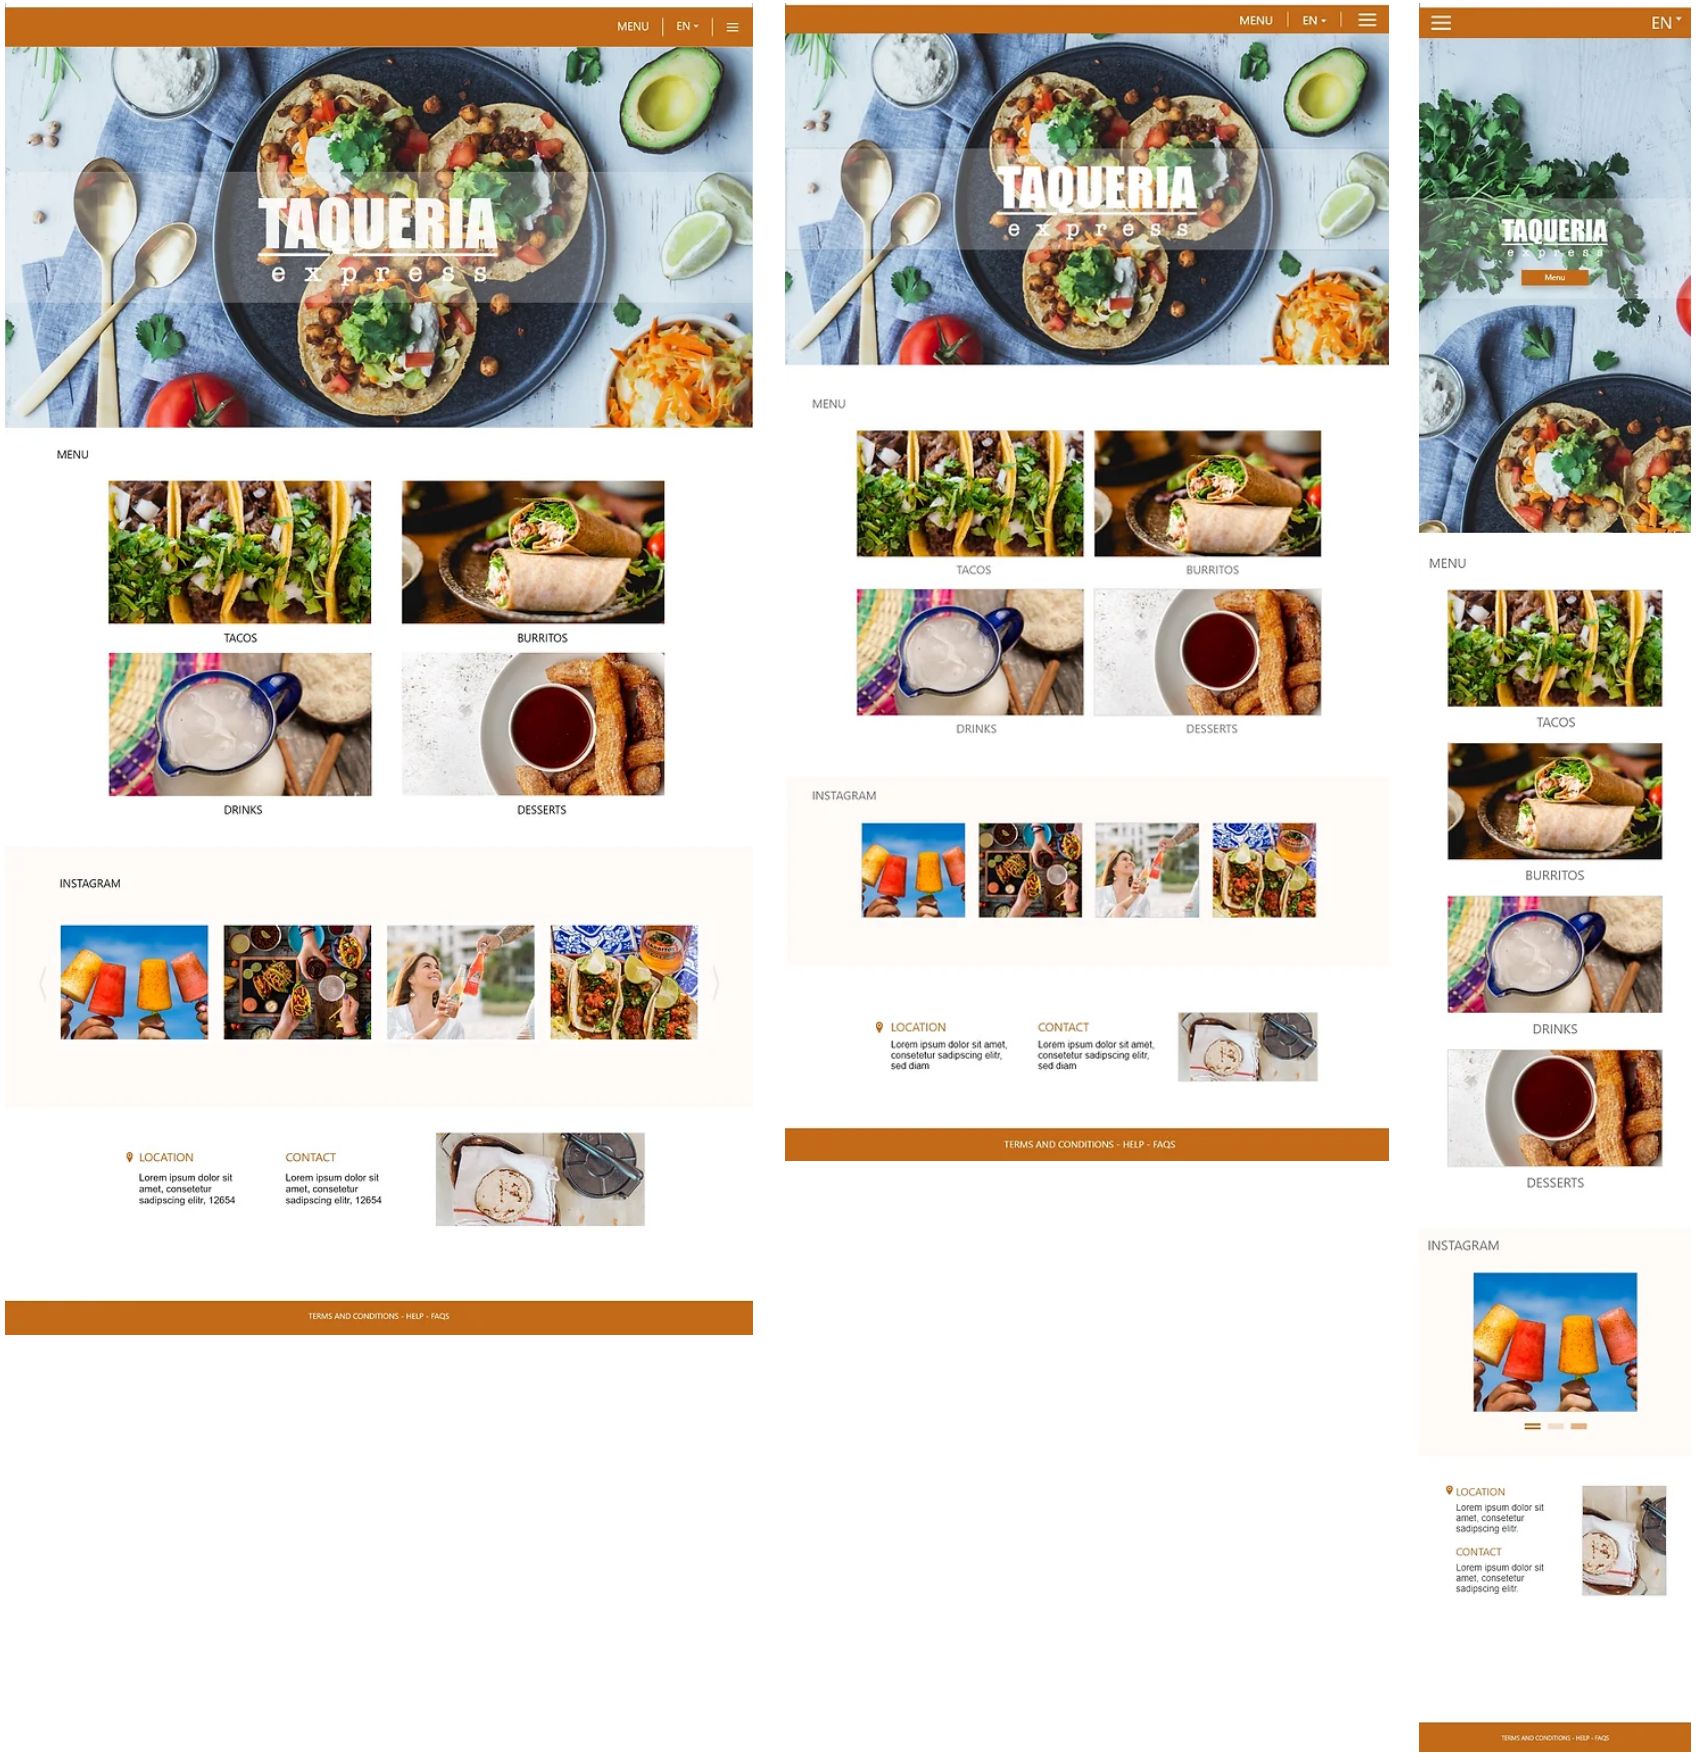 MENU
EN
TAQUERIA
express
MENU
TACOS
BURRITOS
DRINKS
DESSERTS
INSTAGRAM
LOCATION
Lorem ipsum dolor sit
amet, consetetur
sadipscing elitr, 12654
CONTACT
Lorem ipsum dolor sit
amet, consetetur
sadipscing elitr, 12654
TERMS AND CONDITIONS - HELP - FAQS
MENU
EN
TAQUERIA
express
MENU
TACOS
BURRITOS
DRINKS
DESSERTS
INSTAGRAM
LOCATION
Lorem ipsum dolor sit amet,
consetetur sadipscing elitr,
sed diam
CONTACT
Lorem ipsum dolor sit amet,
consetetur sadipscing elitr,
sed diam
TERMS AND CONDITIONS - HELP - FAQS
EN
TAQUERIA
express
Menu
MENU
TACOS
BURRITOS
DRINKS
DESSERTS
INSTAGRAM
LOCATION
Lorem ipsum dolor sit
amet, consetetur
sadipscing elitr.
CONTACT
Lorem ipsum dolor sit
amet, consetetur
sadipscing elitr.
TERMS AND CONDITIONS - HELP - FAQS